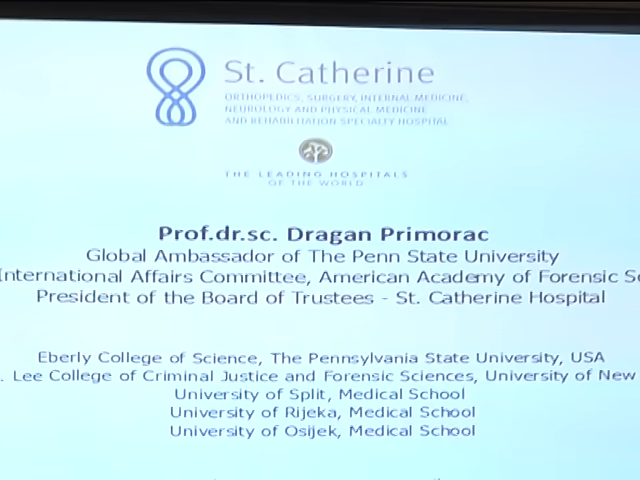 St. Catherine
ORTHOPEDICS, SURGERY, INTERNAL MEDICINE,
NEUROLOGY AND PHYSICAL MEDICINE
AND REHABILITATION SPECIALTY HOSPITAL
THE LEADING HOSPITALS
OF THE WORLD
Prof.dr.sc. Dragan Primorac
Global Ambassador of The Penn State University
International Affairs Committee, American Academy of Forensic Sc
President of the Board of Trustees - St. Catherine Hospital
Eberly College of Science, The Pennsylvania State University, USA
. Lee College of Criminal Justice and Forensic Sciences, University of New
University of Split, Medical School
University of Rijeka, Medical School
University of Osijek, Medical School